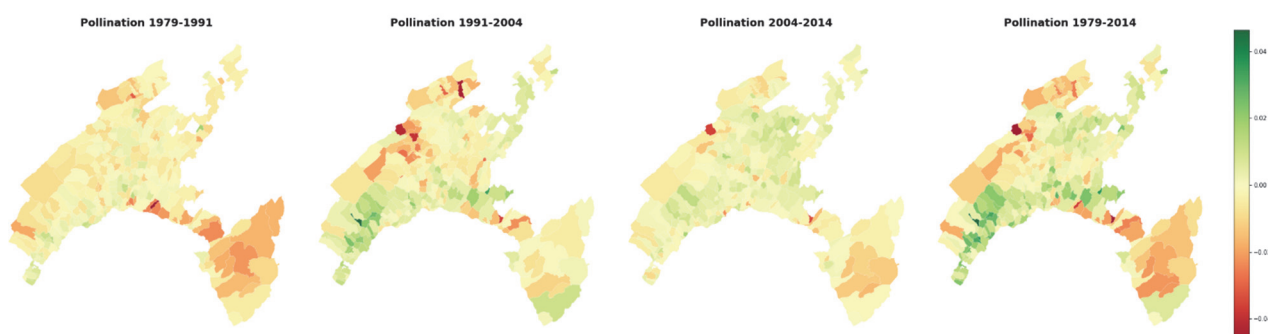 Pollination 1979-1991
Pollination 1991-2004
Pollination 2004-2014
Pollination 1979-2014
0.04
0.02
0.00